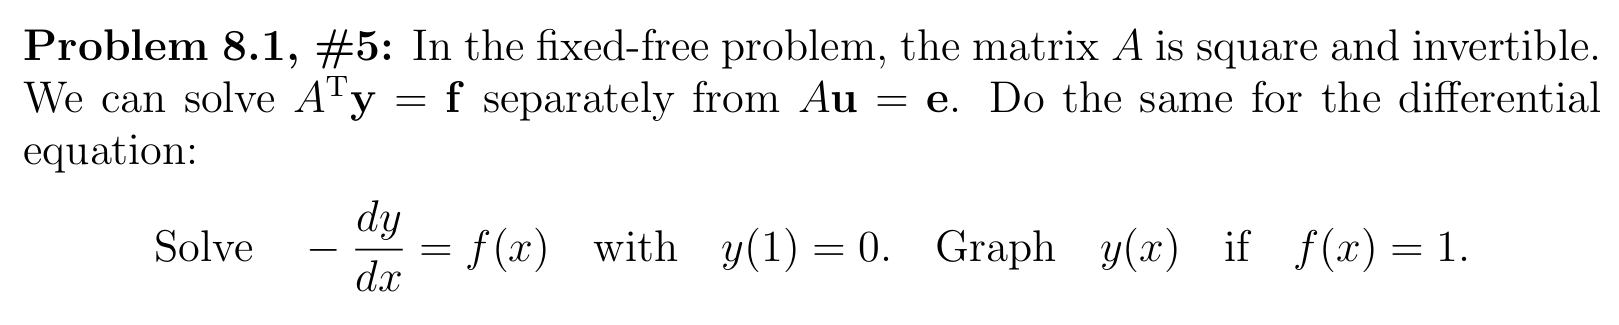 Problem 8.1, #5: In the fixed-free problem, the matrix A is square and invertible.
We can solve Aᵀy = f separately from Au = e. Do the same for the differential
equation:
Solve − dy/dx = f(x) with y(1) = 0. Graph y(x) if f(x) = 1.